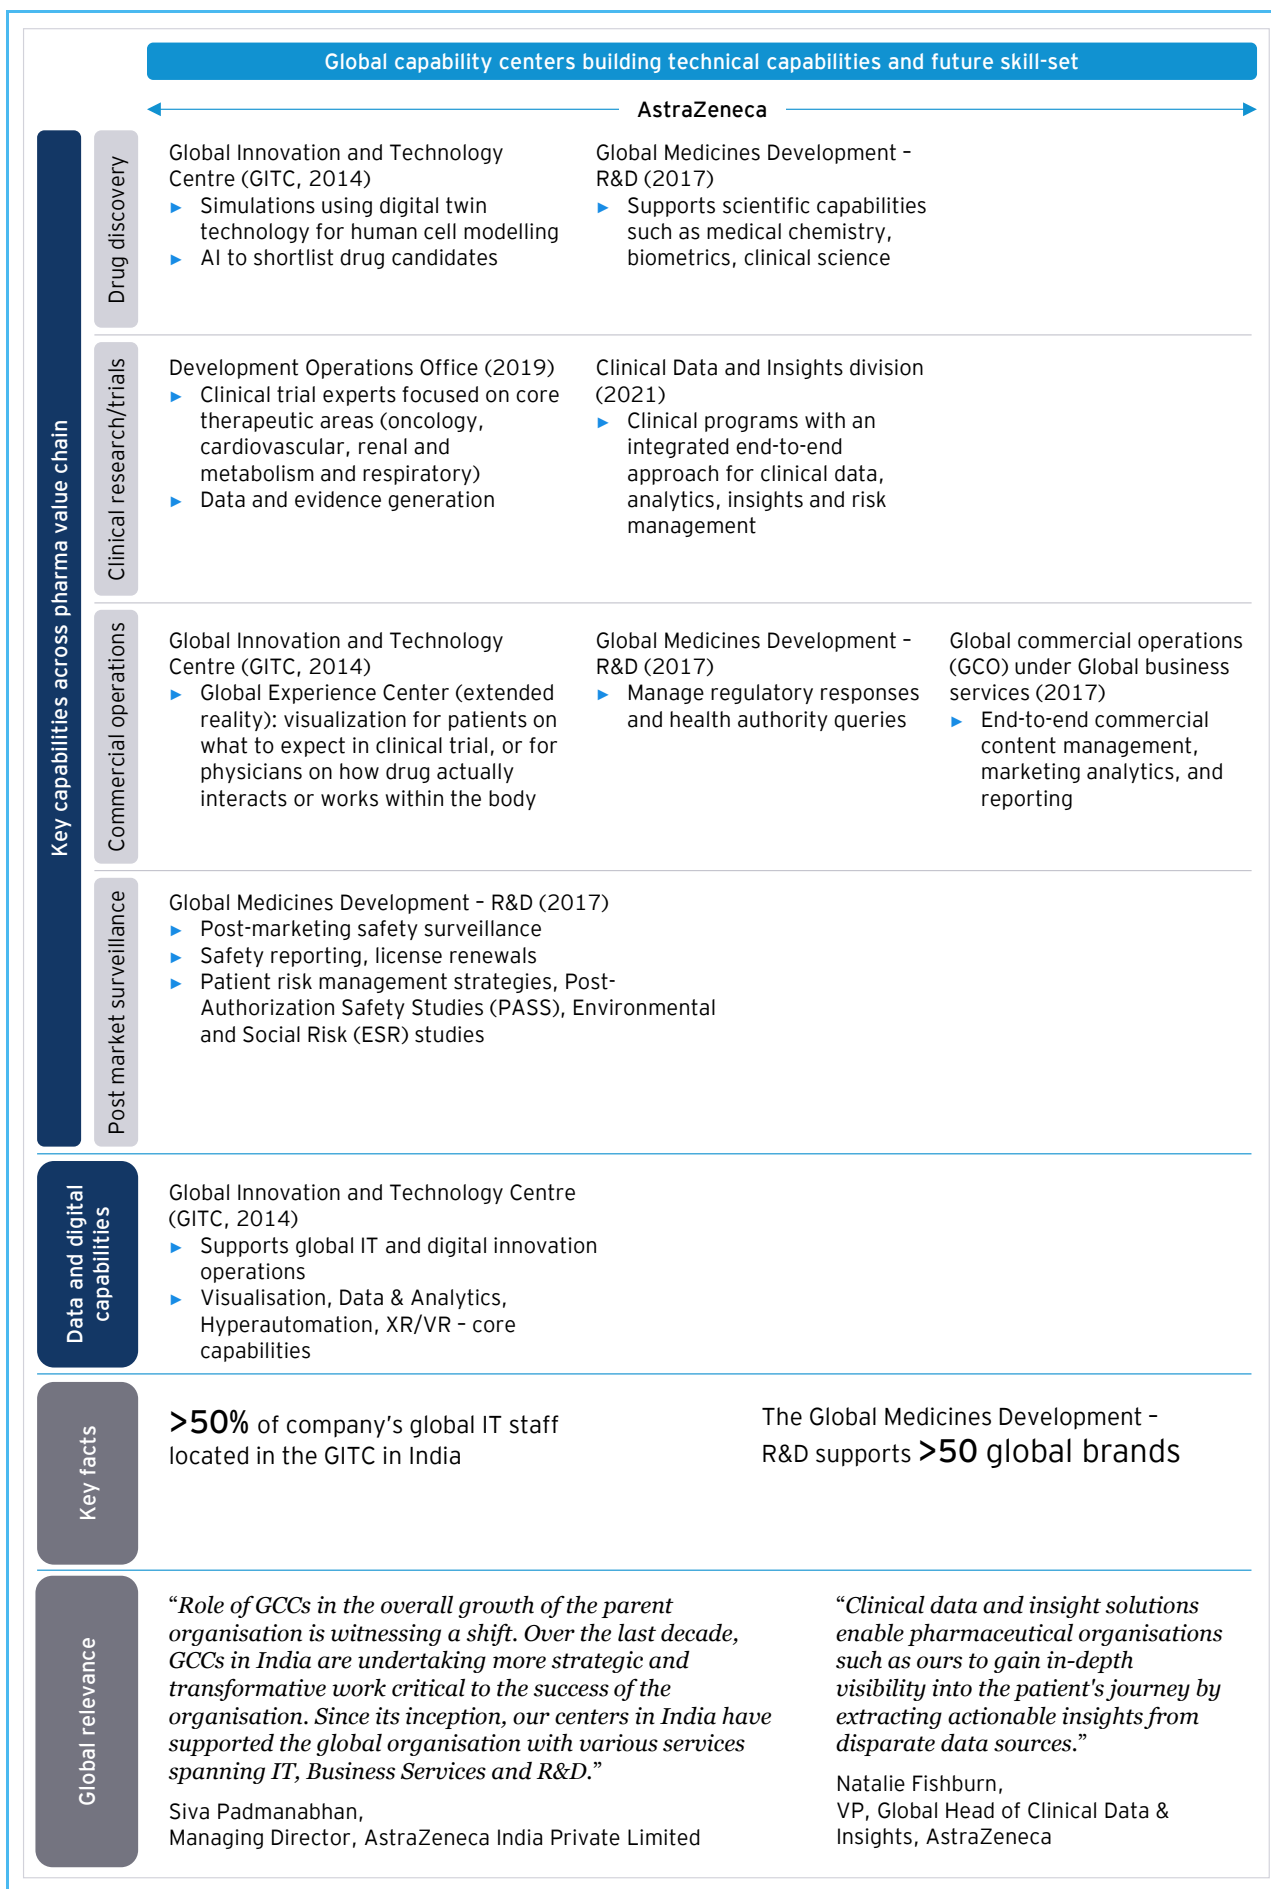 Global capability centers building technical capabilities and future skill-set
AstraZeneca
Key capabilities across pharma value chain
Drug discovery
Global Innovation and Technology
Centre (GITC, 2014)
► Simulations using digital twin
technology for human cell modelling
► AI to shortlist drug candidates
Global Medicines Development –
R&D (2017)
► Supports scientific capabilities
such as medical chemistry,
biometrics, clinical science
Clinical research/trials
Development Operations Office (2019)
► Clinical trial experts focused on core
therapeutic areas (oncology,
cardiovascular, renal and
metabolism and respiratory)
► Data and evidence generation
Clinical Data and Insights division
(2021)
► Clinical programs with an
integrated end-to-end
approach for clinical data,
analytics, insights and risk
management
Commercial operations
Global Innovation and Technology
Centre (GITC, 2014)
► Global Experience Center (extended
reality): visualization for patients on
what to expect in clinical trial, or for
physicians on how drug actually
interacts or works within the body
Global Medicines Development –
R&D (2017)
► Manage regulatory responses
and health authority queries
Global commercial operations
(GCO) under Global business
services (2017)
► End-to-end commercial
content management,
marketing analytics, and
reporting
Post market surveillance
Global Medicines Development – R&D (2017)
► Post-marketing safety surveillance
► Safety reporting, license renewals
► Patient risk management strategies, Post-
Authorization Safety Studies (PASS), Environmental
and Social Risk (ESR) studies
Data and digital
capabilities
Global Innovation and Technology Centre
(GITC, 2014)
► Supports global IT and digital innovation
operations
► Visualisation, Data & Analytics,
Hyperautomation, XR/VR – core
capabilities
Key facts
>50% of company's global IT staff
located in the GITC in India
The Global Medicines Development –
R&D supports >50 global brands
Global relevance
“Role of GCCs in the overall growth of the parent
organisation is witnessing a shift. Over the last decade,
GCCs in India are undertaking more strategic and
transformative work critical to the success of the
organisation. Since its inception, our centers in India have
supported the global organisation with various services
spanning IT, Business Services and R&D.”
Siva Padmanabhan,
Managing Director, AstraZeneca India Private Limited
“Clinical data and insight solutions
enable pharmaceutical organisations
such as ours to gain in-depth
visibility into the patient's journey by
extracting actionable insights from
disparate data sources.”
Natalie Fishburn,
VP, Global Head of Clinical Data &
Insights, AstraZeneca